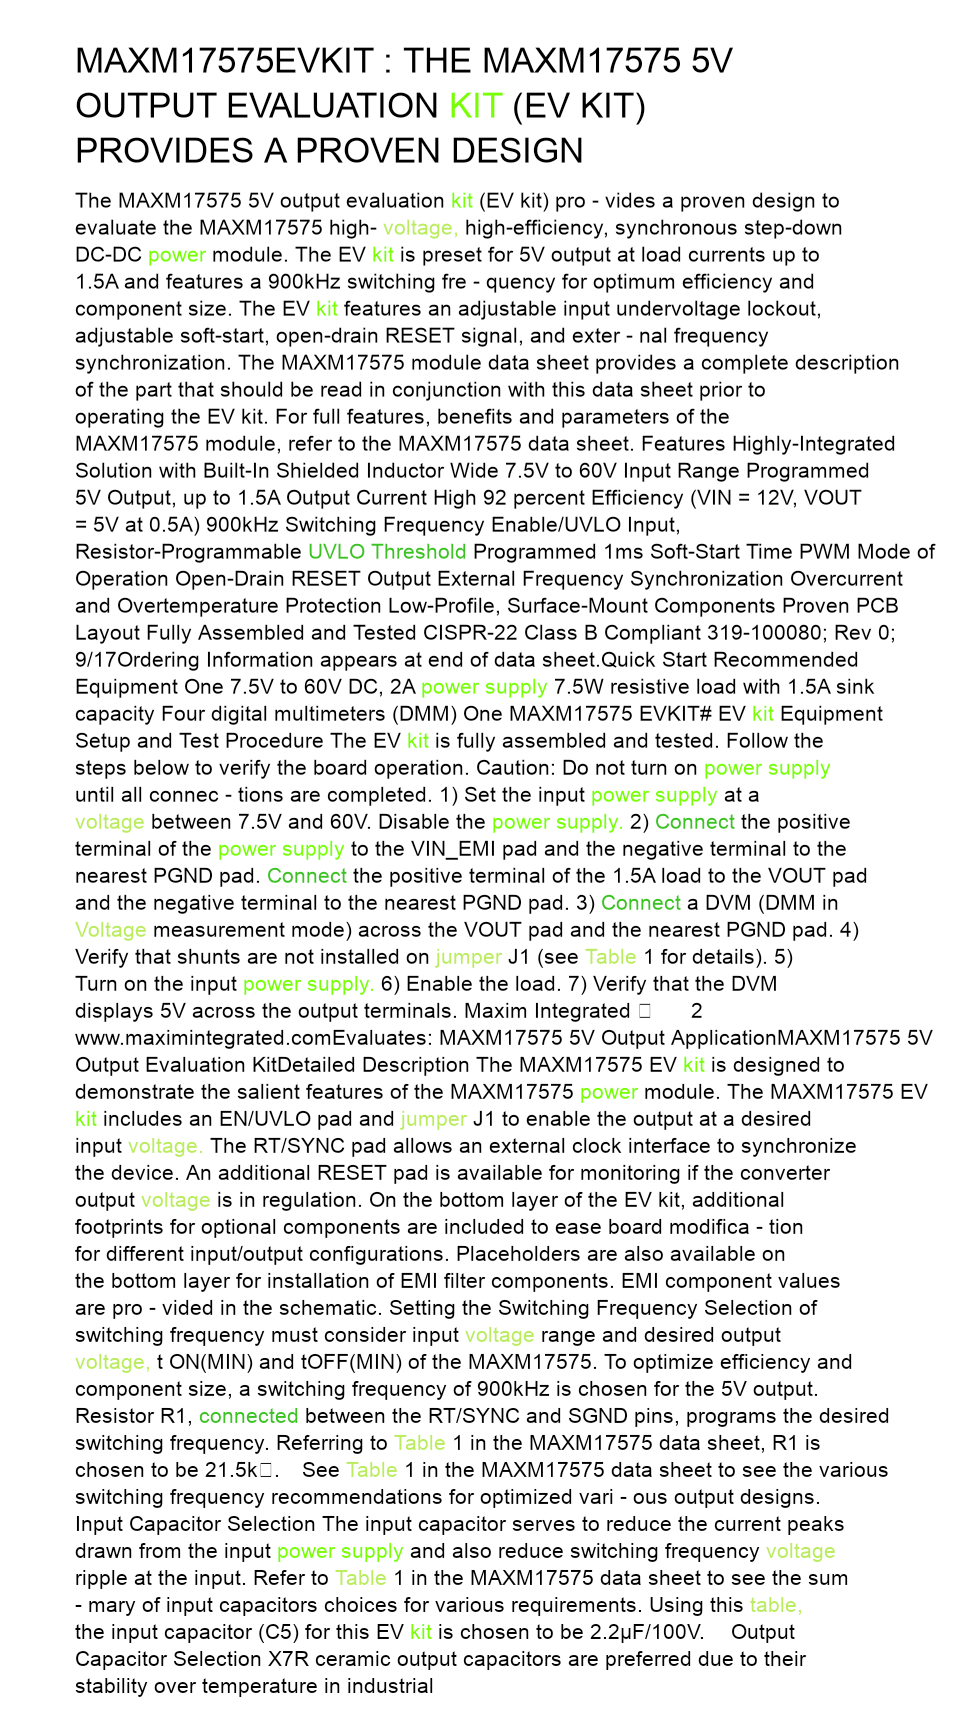 MAXM17575EVKIT : THE MAXM17575 5V
OUTPUT EVALUATION KIT (EV KIT)
PROVIDES A PROVEN DESIGN
The MAXM17575 5V output evaluation kit (EV kit) pro - vides a proven design to
evaluate the MAXM17575 high- voltage, high-efficiency, synchronous step-down
DC-DC power module. The EV kit is preset for 5V output at load currents up to
1.5A and features a 900kHz switching fre - quency for optimum efficiency and
component size. The EV kit features an adjustable input undervoltage lockout,
adjustable soft-start, open-drain RESET signal, and exter - nal frequency
synchronization. The MAXM17575 module data sheet provides a complete description
of the part that should be read in conjunction with this data sheet prior to
operating the EV kit. For full features, benefits and parameters of the
MAXM17575 module, refer to the MAXM17575 data sheet. Features Highly-Integrated
Solution with Built-In Shielded Inductor Wide 7.5V to 60V Input Range Programmed
5V Output, up to 1.5A Output Current High 92 percent Efficiency (VIN = 12V, VOUT
= 5V at 0.5A) 900kHz Switching Frequency Enable/UVLO Input,
Resistor-Programmable UVLO Threshold Programmed 1ms Soft-Start Time PWM Mode of
Operation Open-Drain RESET Output External Frequency Synchronization Overcurrent
and Overtemperature Protection Low-Profile, Surface-Mount Components Proven PCB
Layout Fully Assembled and Tested CISPR-22 Class B Compliant 319-100080; Rev 0;
9/17Ordering Information appears at end of data sheet.Quick Start Recommended
Equipment One 7.5V to 60V DC, 2A power supply 7.5W resistive load with 1.5A sink
capacity Four digital multimeters (DMM) One MAXM17575 EVKIT# EV kit Equipment
Setup and Test Procedure The EV kit is fully assembled and tested. Follow the
steps below to verify the board operation. Caution: Do not turn on power supply
until all connec - tions are completed. 1) Set the input power supply at a
voltage between 7.5V and 60V. Disable the power supply. 2) Connect the positive
terminal of the power supply to the VIN_EMI pad and the negative terminal to the
nearest PGND pad. Connect the positive terminal of the 1.5A load to the VOUT pad
and the negative terminal to the nearest PGND pad. 3) Connect a DVM (DMM in
Voltage measurement mode) across the VOUT pad and the nearest PGND pad. 4)
Verify that shunts are not installed on jumper J1 (see Table 1 for details). 5)
Turn on the input power supply. 6) Enable the load. 7) Verify that the DVM
displays 5V across the output terminals. Maxim Integrated □ 2
www.maximintegrated.comEvaluates: MAXM17575 5V Output ApplicationMAXM17575 5V
Output Evaluation KitDetailed Description The MAXM17575 EV kit is designed to
demonstrate the salient features of the MAXM17575 power module. The MAXM17575 EV
kit includes an EN/UVLO pad and jumper J1 to enable the output at a desired
input voltage. The RT/SYNC pad allows an external clock interface to synchronize
the device. An additional RESET pad is available for monitoring if the converter
output voltage is in regulation. On the bottom layer of the EV kit, additional
footprints for optional components are included to ease board modifica - tion
for different input/output configurations. Placeholders are also available on
the bottom layer for installation of EMI filter components. EMI component values
are pro - vided in the schematic. Setting the Switching Frequency Selection of
switching frequency must consider input voltage range and desired output
voltage, t ON(MIN) and tOFF(MIN) of the MAXM17575. To optimize efficiency and
component size, a switching frequency of 900kHz is chosen for the 5V output.
Resistor R1, connected between the RT/SYNC and SGND pins, programs the desired
switching frequency. Referring to Table 1 in the MAXM17575 data sheet, R1 is
chosen to be 21.5k□. See Table 1 in the MAXM17575 data sheet to see the various
switching frequency recommendations for optimized vari - ous output designs.
Input Capacitor Selection The input capacitor serves to reduce the current peaks
drawn from the input power supply and also reduce switching frequency voltage
ripple at the input. Refer to Table 1 in the MAXM17575 data sheet to see the sum
- mary of input capacitors choices for various requirements. Using this table,
the input capacitor (C5) for this EV kit is chosen to be 2.2µF/100V. Output
Capacitor Selection X7R ceramic output capacitors are preferred due to their
stability over temperature in industrial